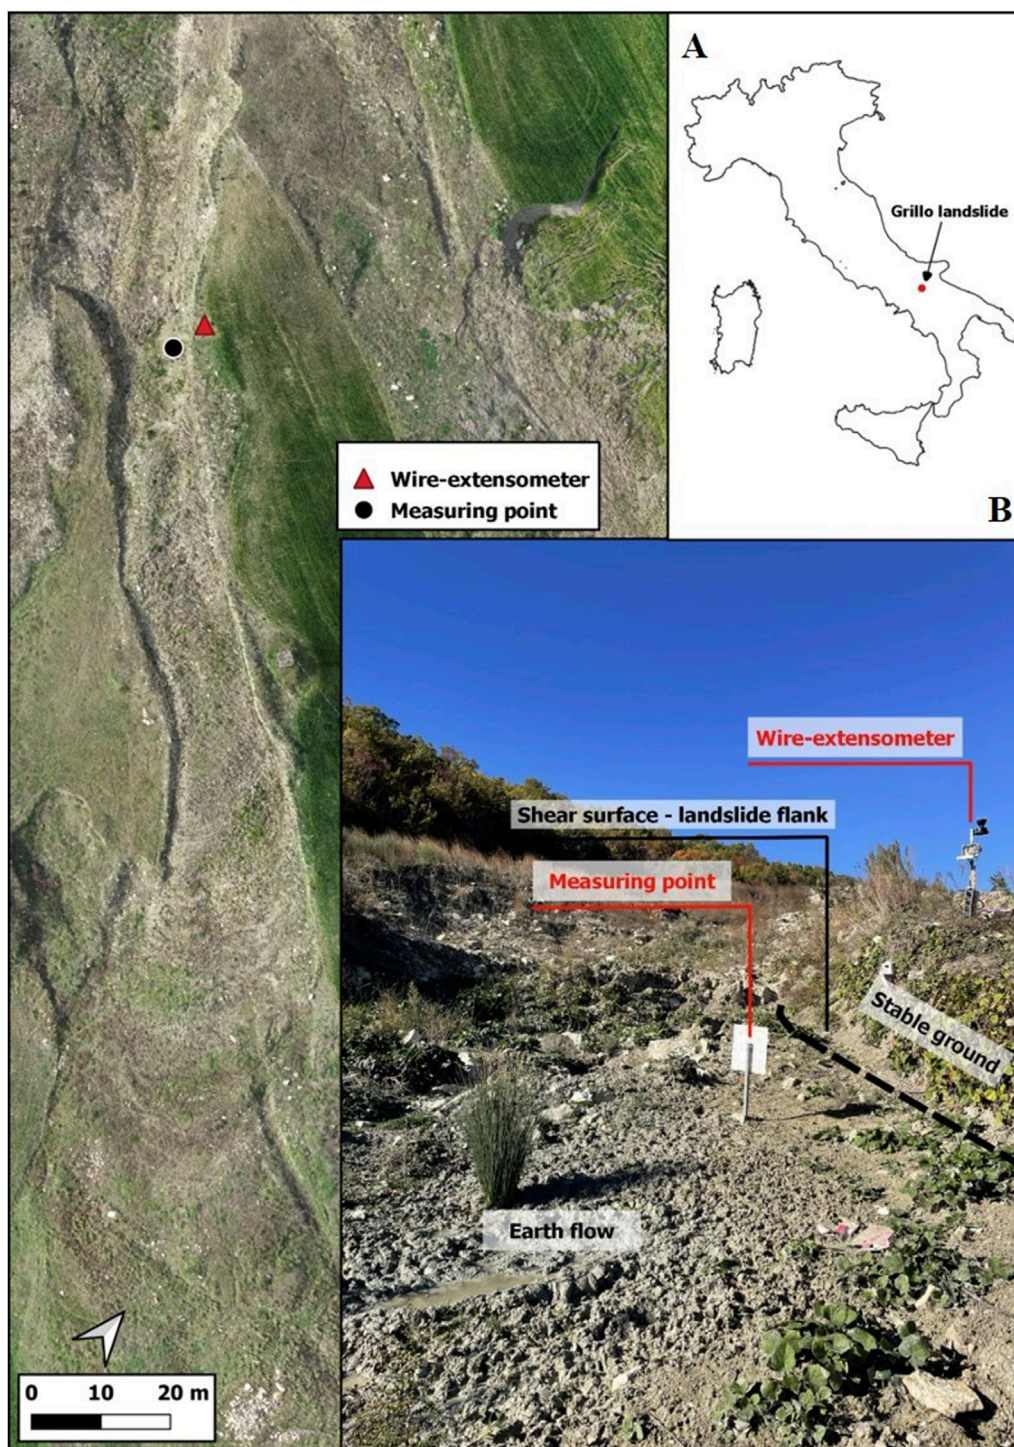 A
Grillo landslide
B
Wire-extensometer
Measuring point
Wire-extensometer
Shear surface - landslide flank
Measuring point
Stable ground
Earth flow
0 10 20 m